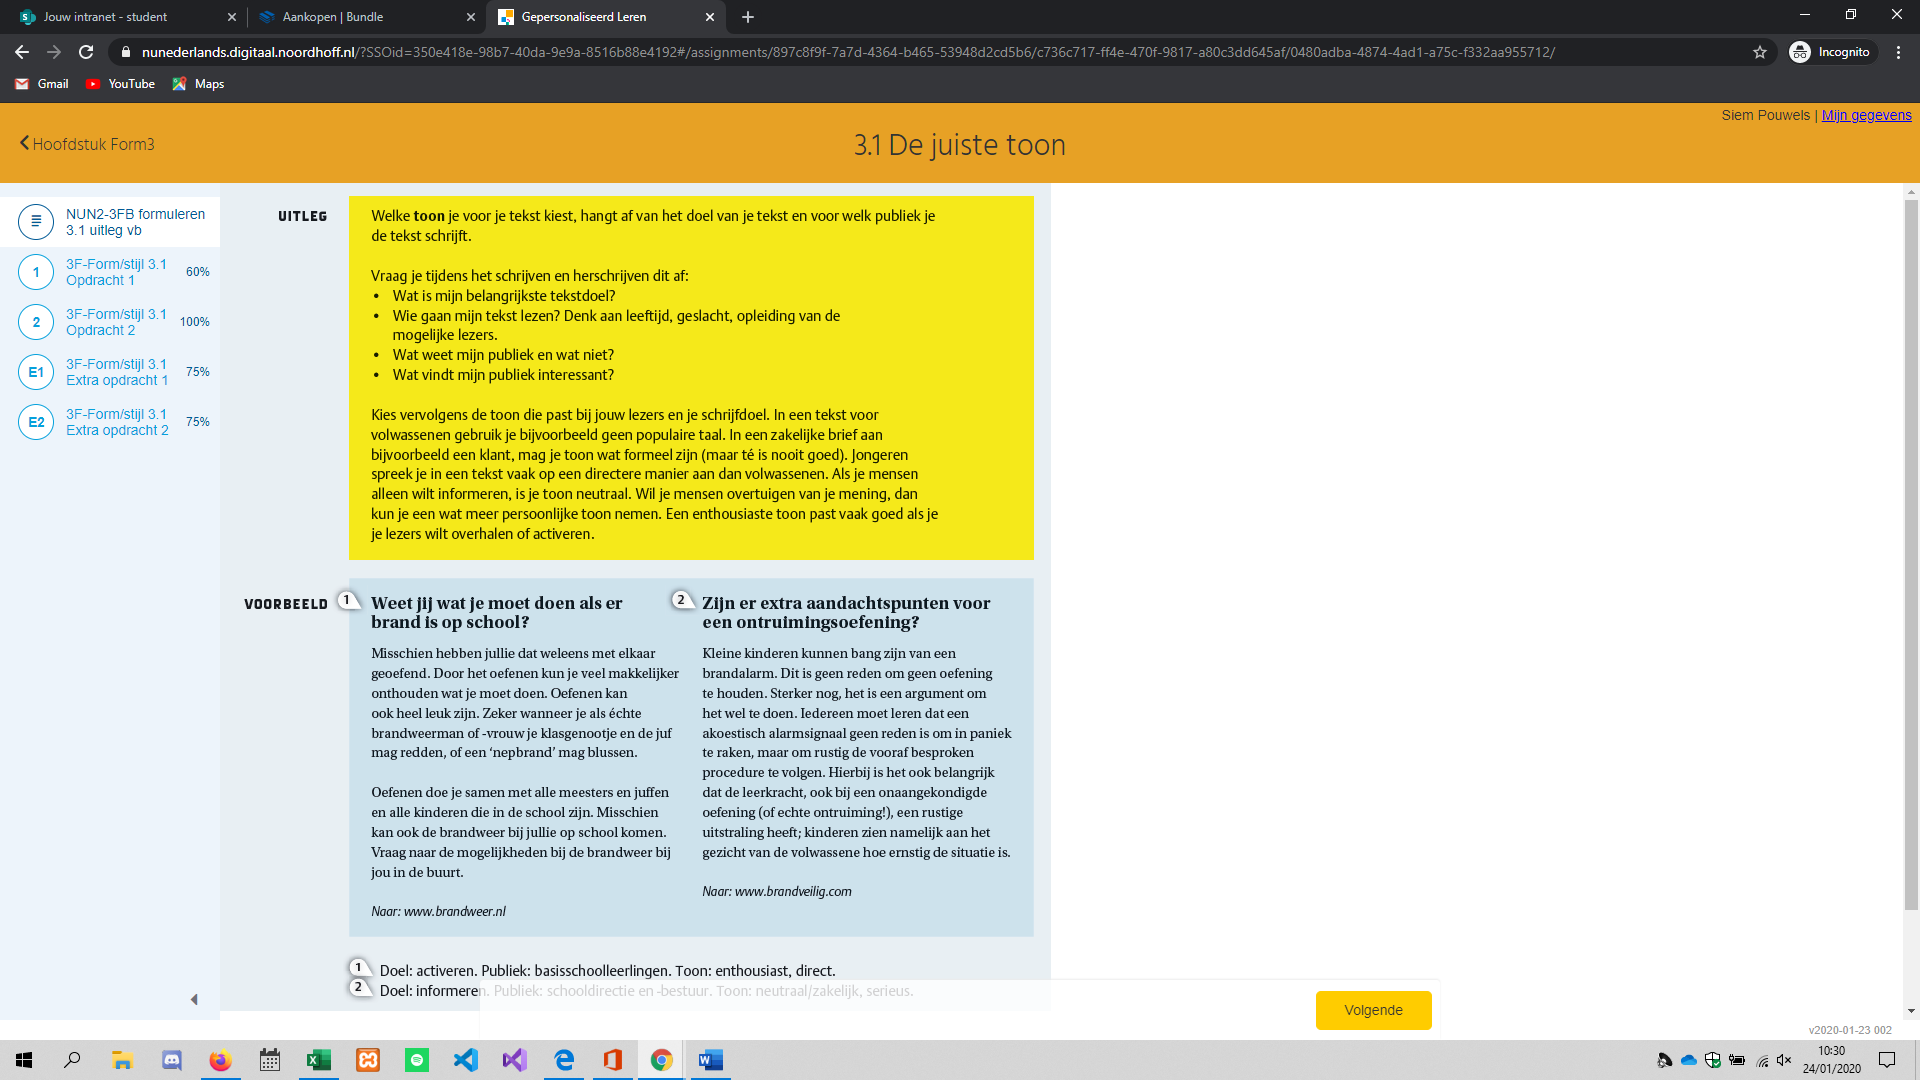 Jouw intranet - student
Aankopen | Bundle
Gepersonaliseerd Leren
nunederlands.digitaal.noordhoff.nl/?SSOid=350e418e-98b7-40da-9e9a-8516b88e4192#/assignments/897c8f9f-7a7d-4364-b465-53948d2cd5b6/c736c717-ff4e-470f-9817-a80c3dd645af/0480adba-4874-4ad1-a75c-f332aa955712/
Incognito
Gmail
YouTube
Maps
Siem Pouwels | Mijn gegevens
Hoofdstuk Form3
3.1 De juiste toon
NUN2-3FB formuleren
3.1 uitleg vb
1
3F-Form/stijl 3.1
Opdracht 1
60%
2
3F-Form/stijl 3.1
Opdracht 2
100%
E1
3F-Form/stijl 3.1
Extra opdracht 1
75%
E2
3F-Form/stijl 3.1
Extra opdracht 2
75%
UITLEG
Welke toon je voor je tekst kiest, hangt af van het doel van je tekst en voor welk publiek je
de tekst schrijft.
Vraag je tijdens het schrijven en herschrijven dit af:
• Wat is mijn belangrijkste tekstdoel?
• Wie gaan mijn tekst lezen? Denk aan leeftijd, geslacht, opleiding van de
mogelijke lezers.
• Wat weet mijn publiek en wat niet?
• Wat vindt mijn publiek interessant?
Kies vervolgens de toon die past bij jouw lezers en je schrijfdoel. In een tekst voor
volwassenen gebruik je bijvoorbeeld geen populaire taal. In een zakelijke brief aan
bijvoorbeeld een klant, mag je toon wat formeel zijn (maar té is nooit goed). Jongeren
spreek je in een tekst vaak op een directere manier aan dan volwassenen. Als je mensen
alleen wilt informeren, is je toon neutraal. Wil je mensen overtuigen van je mening, dan
kun je een wat meer persoonlijke toon nemen. Een enthousiaste toon past vaak goed als je
je lezers wilt overhalen of activeren.
VOORBEELD
1
Weet jij wat je moet doen als er
brand is op school?
Misschien hebben jullie dat weleens met elkaar
geoefend. Door het oefenen kun je veel makkelijker
onthouden wat je moet doen. Oefenen kan
ook heel leuk zijn. Zeker wanneer je als échte
brandweerman of -vrouw je klasgenootje en de juf
mag redden, of een ‘nepbrand’ mag blussen.
Oefenen doe je samen met alle meesters en juffen
en alle kinderen die in de school zijn. Misschien
kan ook de brandweer bij jullie op school komen.
Vraag naar de mogelijkheden bij de brandweer bij
jou in de buurt.
Naar: www.brandweer.nl
2
Zijn er extra aandachtspunten voor
een ontruimingsoefening?
Kleine kinderen kunnen bang zijn van een
brandalarm. Dit is geen reden om geen oefening
te houden. Sterker nog, het is een argument om
het wel te doen. Iedereen moet leren dat een
akoestisch alarmsignaal geen reden is om in paniek
te raken, maar om rustig de vooraf besproken
procedure te volgen. Hierbij is het ook belangrijk
dat de leerkracht, ook bij een onaangekondigde
oefening (of echte ontruiming!), een rustige
uitstraling heeft; kinderen zien namelijk aan het
gezicht van de volwassene hoe ernstig de situatie is.
Naar: www.brandveilig.com
1 Doel: activeren. Publiek: basisschoolleerlingen. Toon: enthousiast, direct.
2 Doel: informeren. Publiek: schooldirectie en -bestuur. Toon: neutraal/zakelijk, serieus.
Volgende
v2020-01-23 002
10:30
24/01/2020